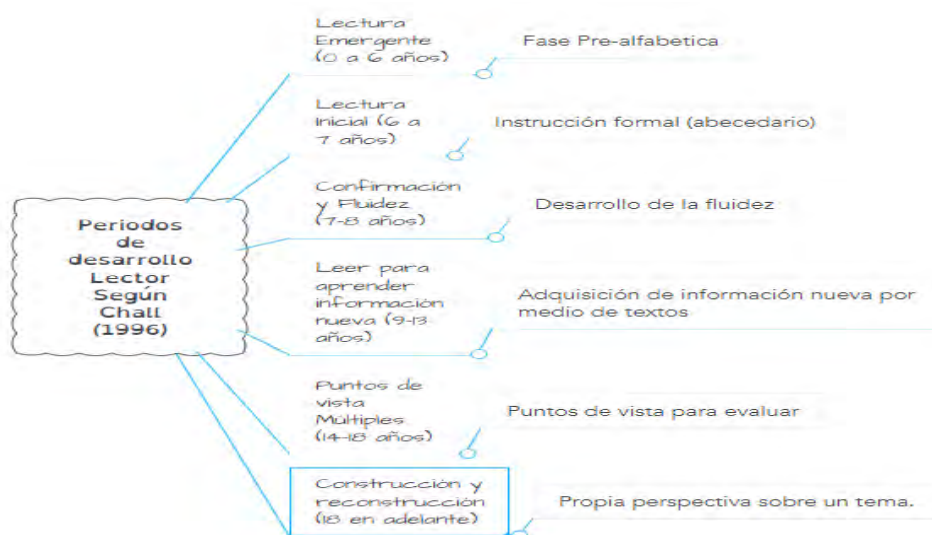 Lectura
Emergente
(0 a 6 años)
Fase Pre-alfabetica
Lectura
Inicial (6 a
7 años)
Instrucción formal (abecedario)
Confirmación
y Fluidez
(7-8 años)
Desarrollo de la fluidez
Periodos
de
desarrollo
Lector
Según
Chall
(1996)
Leer para
aprender
información
nueva (9-13
años)
Adquisición de información nueva por
medio de textos
Puntos de
vista
Múltiples
(14-18 años)
Puntos de vista para evaluar
Construcción y
reconstrucción
(18 en adelante)
Propia perspectiva sobre un tema.